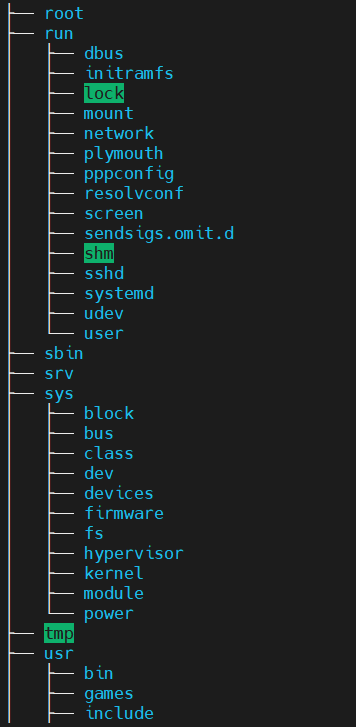 ├── root
├── run
│   ├── dbus
│   ├── initramfs
│   ├── lock
│   ├── mount
│   ├── network
│   ├── plymouth
│   ├── pppconfig
│   ├── resolvconf
│   ├── screen
│   ├── sendsigs.omit.d
│   ├── shm
│   ├── sshd
│   ├── systemd
│   ├── udev
│   └── user
├── sbin
├── srv
├── sys
│   ├── block
│   ├── bus
│   ├── class
│   ├── dev
│   ├── devices
│   ├── firmware
│   ├── fs
│   ├── hypervisor
│   ├── kernel
│   ├── module
│   └── power
├── tmp
├── usr
│   ├── bin
│   ├── games
│   ├── include